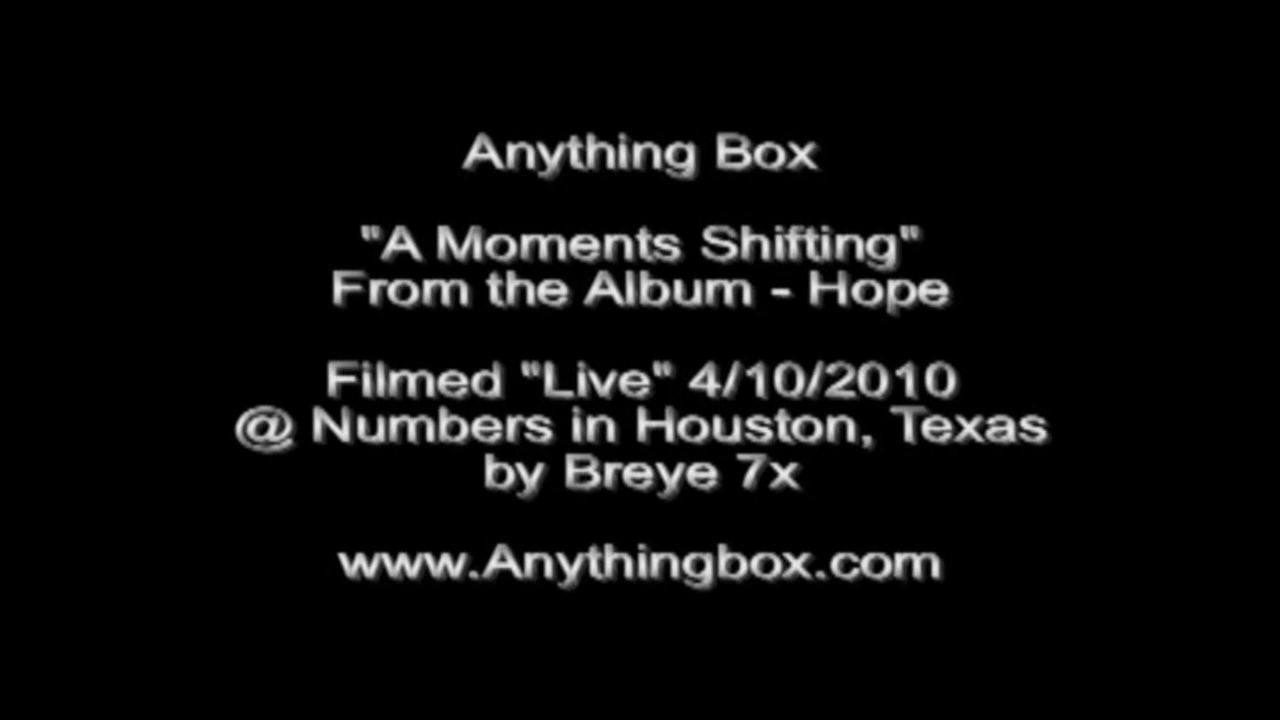 Anything Box
"A Moments Shifting"
From the Album - Hope
Filmed "Live" 4/10/2010
@ Numbers in Houston, Texas
by Breye 7x
www.Anythingbox.com